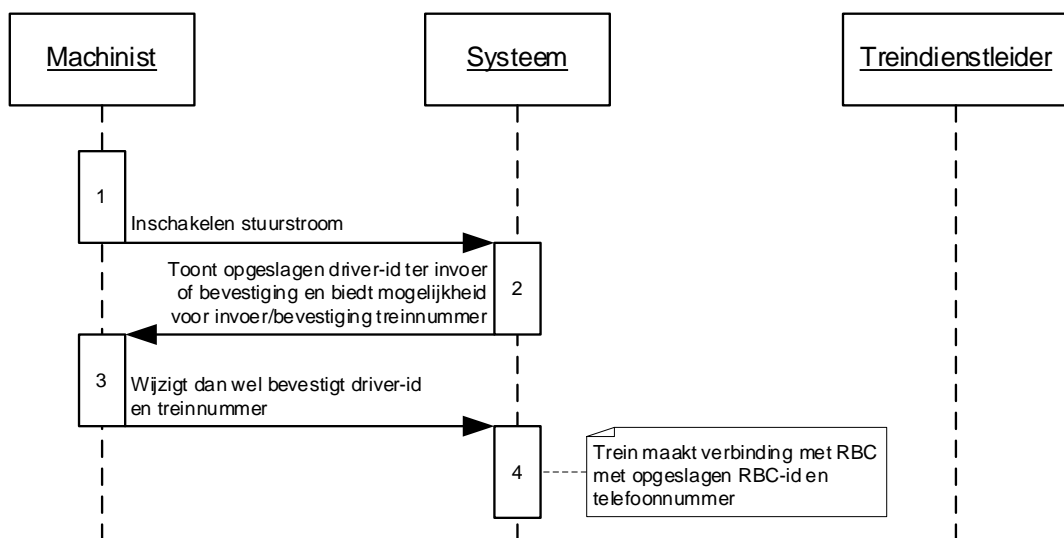 Machinist
Systeem
Treindienstleider
1
Inschakelen stuurstroom
Toont opgeslagen driver-id ter invoer
of bevestiging en biedt mogelijkheid
voor invoer/bevestiging treinnummer
2
3
Wijzigt dan wel bevestigt driver-id
en treinnummer
4
Trein maakt verbinding met RBC
met opgeslagen RBC-id en
telefoonnummer